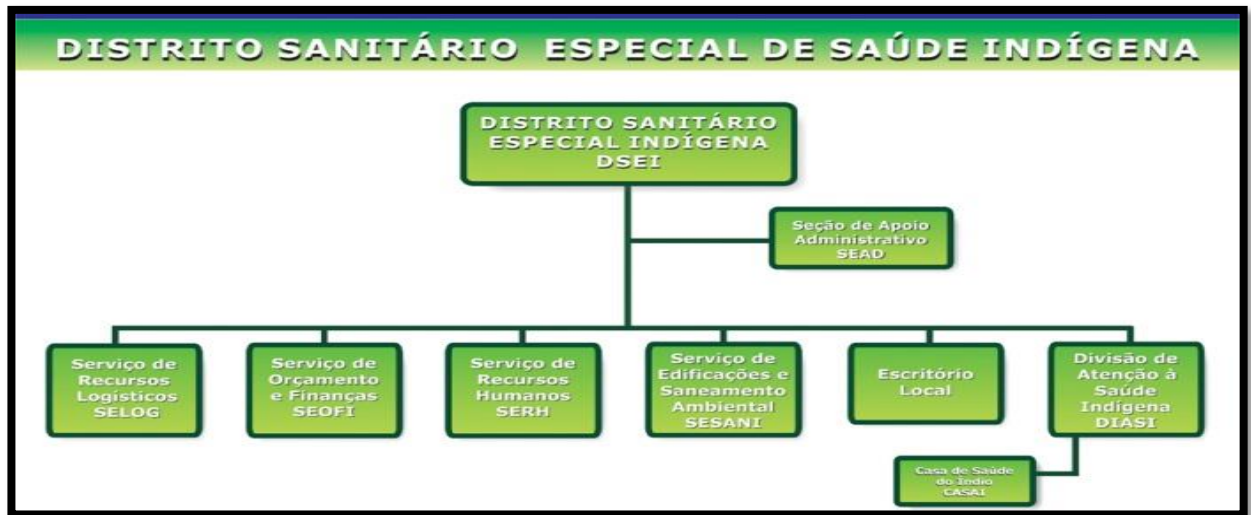 DISTRITO SANITÁRIO ESPECIAL DE SAÚDE INDÍGENA
DISTRITO SANITÁRIO
ESPECIAL INDÍGENA
DSEI
Seção de Apoio
Administrativo
SEAD
Serviço de
Recursos
Logísticos
SELOG
Serviço de
Orçamento
e Finanças
SEOFI
Serviço de
Recursos
Humanos
SERH
Serviço de
Edificações e
Saneamento
Ambiental
SESANI
Escritório
Local
Divisão de
Atenção à
Saúde
Indígena
DIASI
Casa de Saúde
do Índio
CASAI